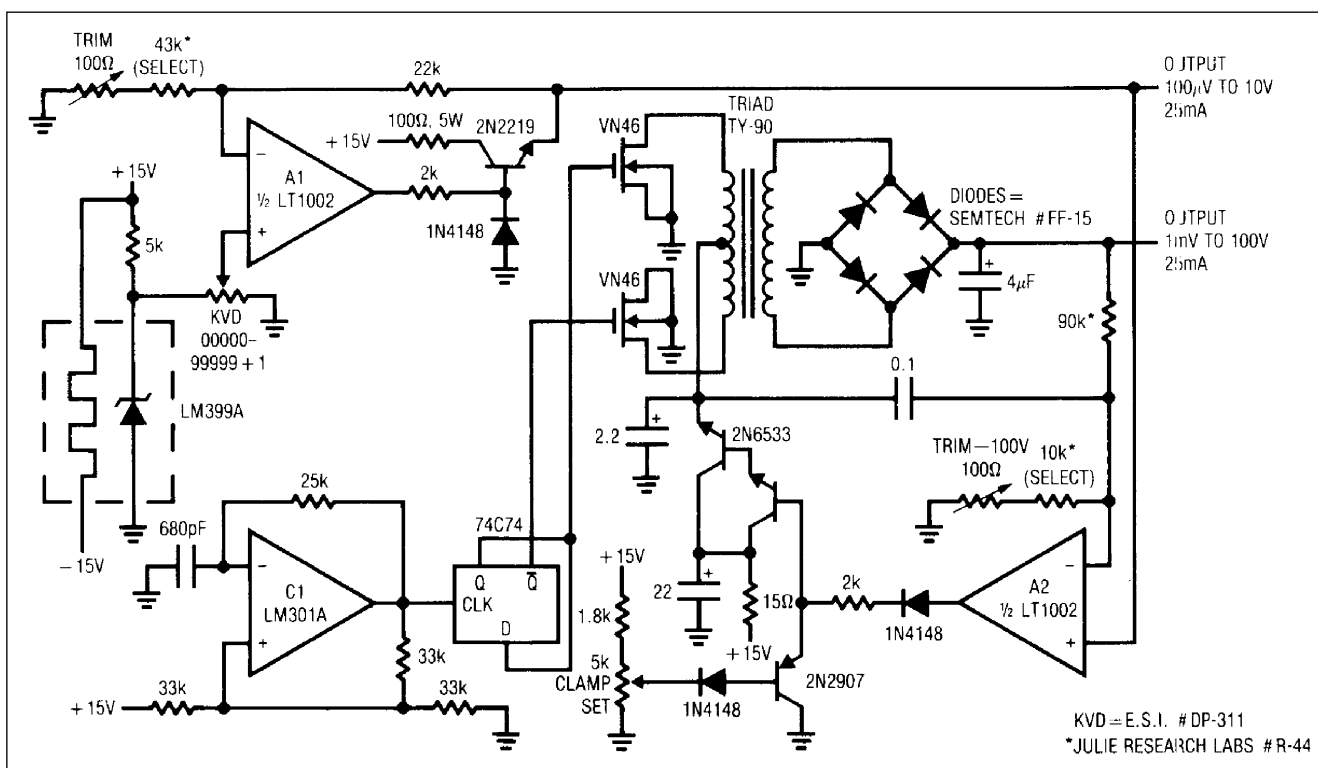 TRIM
100Ω
43k*
(SELECT)
22k
O JTPUT
100µV TO 10V
25mA
TRIAD
TY-90
VN46
100Ω, 5W
2N2219
+15V
−
A1
½ LT1002
+
2k
1N4148
+15V
5k
DIODES=
SEMTECH #FF-15
O JTPUT
1mV TO 100V
25mA
+
4µF
VN46
90k*
KVD
00000-
99999+1
LM399A
0.1
+
2.2
2N6533
TRIM—100V
100Ω
10k*
(SELECT)
25k
680pF
−15V
74C74
−
C1
LM301A
+
Q
Q̅
CLK
D
+15V
22
+
15Ω
1.8k
+15V
2k
1N4148
−
A2
½ LT1002
+
33k
5k
CLAMP
SET
2N2907
1N4148
+15V
33k
33k
KVD=E.S.I. #DP-311
*JULIE RESEARCH LABS #R-44